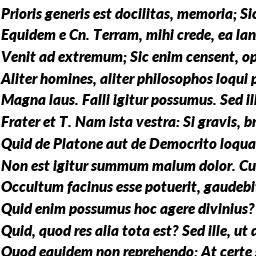 Prioris generis est docilitas, memoria; Sic
Equidem e Cn. Terram, mihi crede, ea lan
Venit ad extremum; Sic enim censent, op
Aliter homines, aliter philosophos loqui p
Magna laus. Falli igitur possumus. Sed ill
Frater et T. Nam ista vestra: Si gravis, br
Quid de Platone aut de Democrito loqua
Non est igitur summum malum dolor. Cu
Occultum facinus esse potuerit, gaudebi
Quid enim possumus hoc agere divinius?
Quid, quod res alia tota est? Sed ille, ut d
Quod equidem non reprehendo; At certe